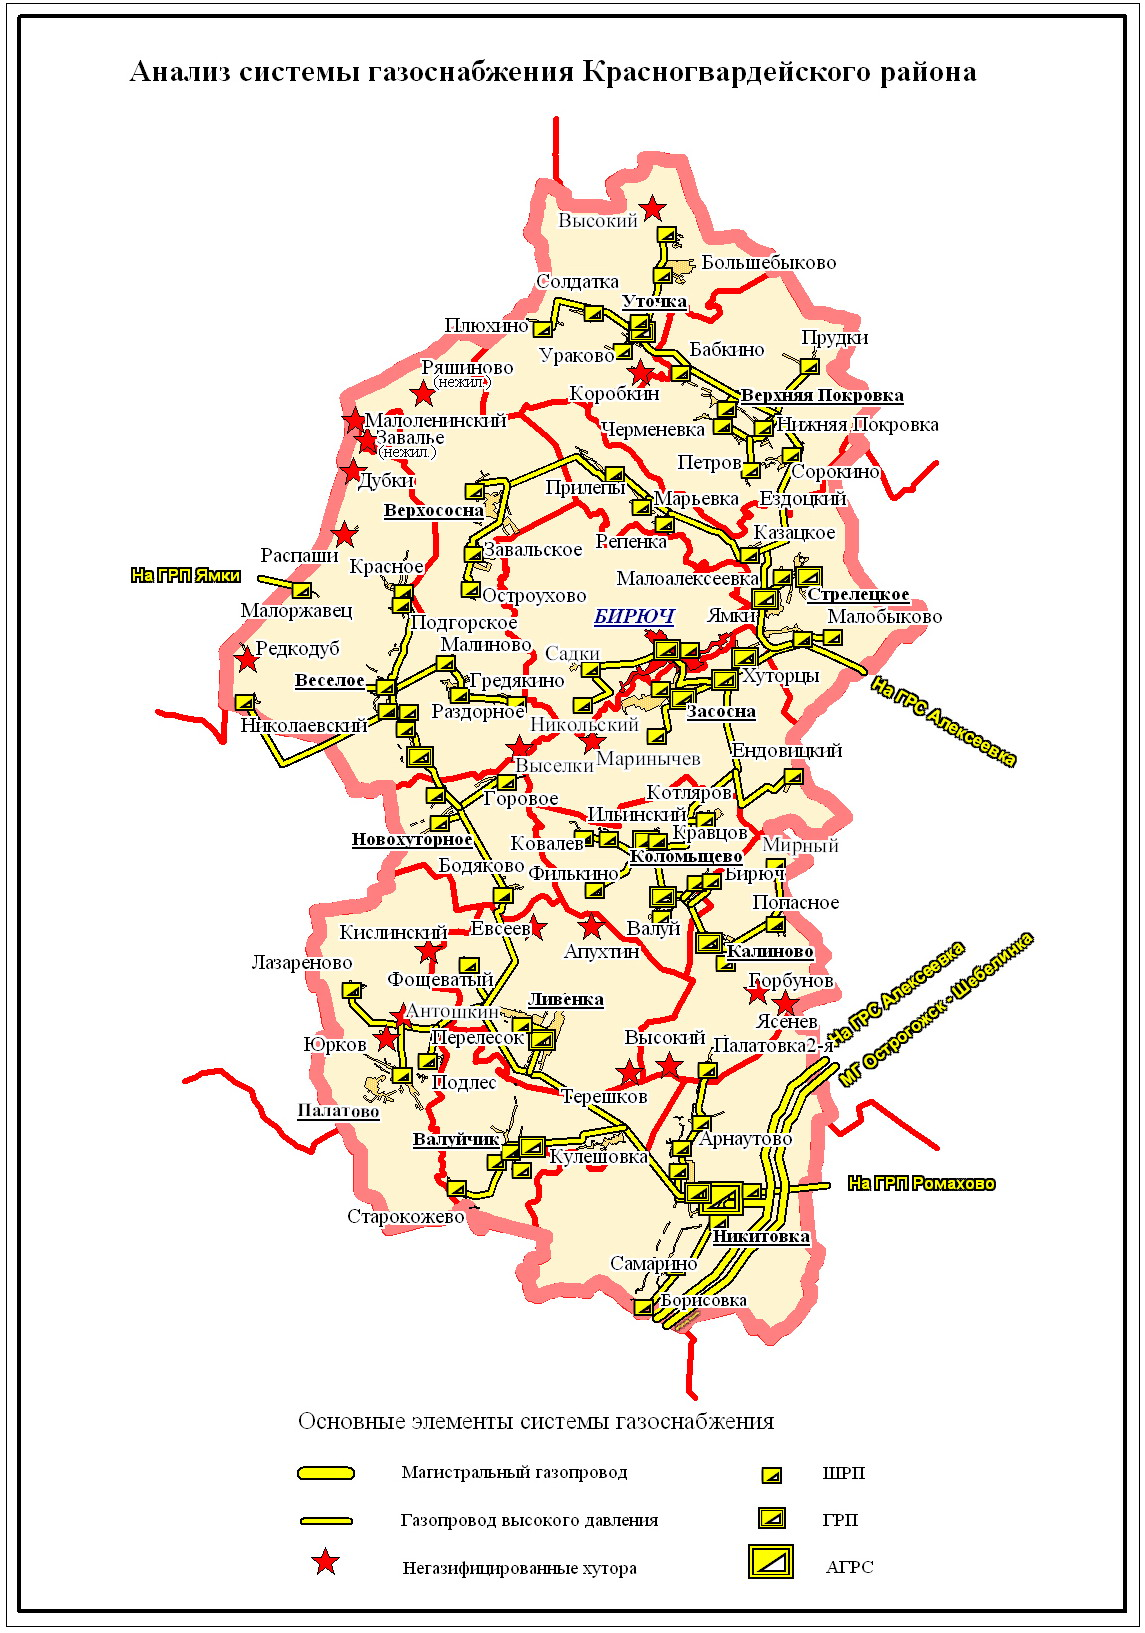 Анализ системы газоснабжения Красногвардейского района
Высокий
Большебыково
Солдатка
Уточка
Плюхино
Прудки
Ураково
Бабкино
Ряшиново
(нежил.)
Коробкин
Верхняя Покровка
Малоленинский
Завалье
(нежил.)
Черменевка
Нижняя Покровка
Петров
Сорокино
Дубки
Прилепы
Марьевка
Ездоцкий
Верхососна
Репенка
Казацкое
Распаши
Завальское
Красное
Малоалексеевка
На ГРП Ямки
Остроухово
Стрелецкое
Малоржавец
Подгорское
БИРЮЧ
Ямки
Малобыково
Редкодуб
Малиново
Садки
Веселое
Гредякино
Хуторцы
Раздорное
Засосна
На ГРС Алексеевка
Николаевский
Никольский
Ендовицкий
Выселки
Маринычев
Горовое
Котляров
Ильинский
Новохуторное
Ковалев
Кравцов
Мирный
Коломыцево
Бодяково
Филькино
Бирюч
Попасное
Кислинский
Евсеев
Апухтин
Валуй
Калиново
Лазареново
Фощеватый
Горбунов
На ГРС Алексеевка
МГ Острогожск - Шебелинка
Ливенка
Антошкин
Ясенев
Юрков
Перелесок
Высокий
Палатовка2-я
Подлес
Терешков
Палатово
Валуйчик
Арнаутово
Кулешовка
На ГРП Ромахово
Старокожево
Никитовка
Самарино
Борисовка
Основные элементы системы газоснабжения
Магистральный газопровод
ШРП
Газопровод высокого давления
ГРП
Негазифицированные хутора
АГРС